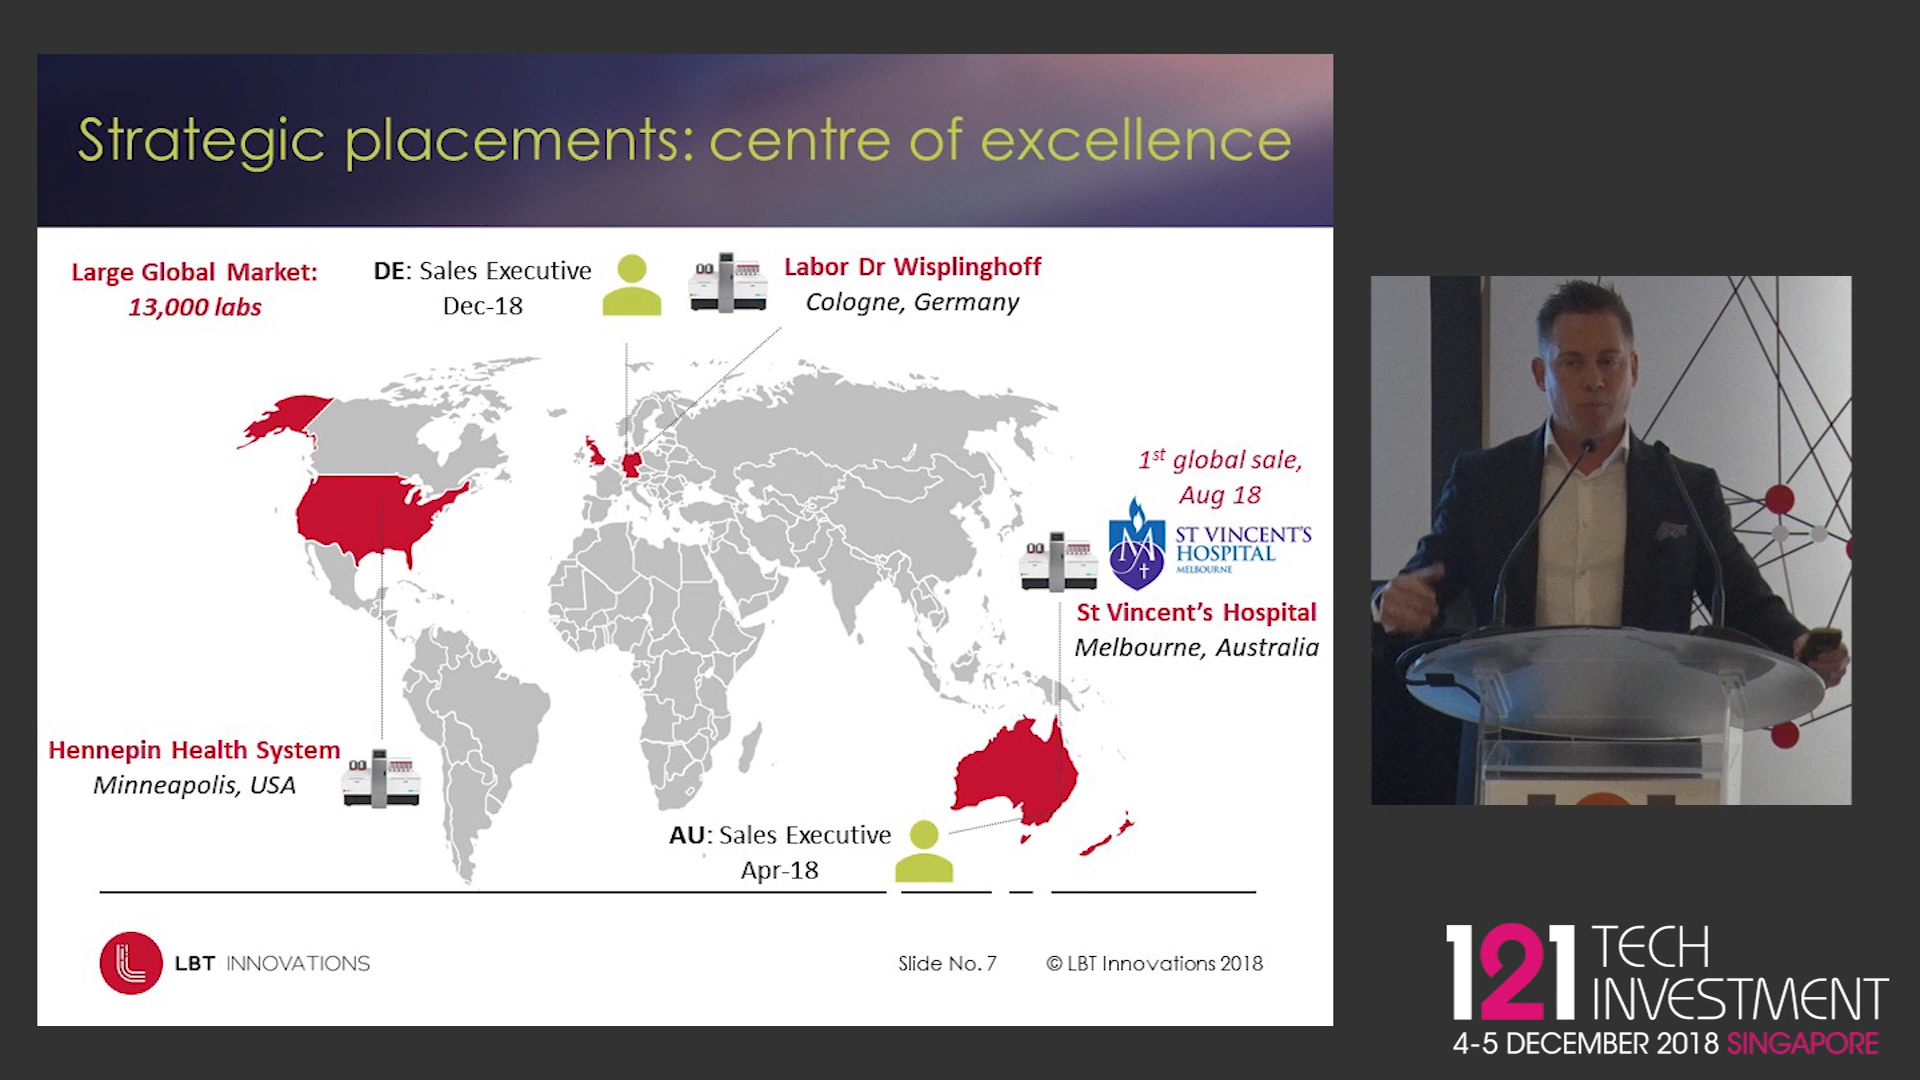 Strategic placements: centre of excellence
Large Global Market:
13,000 labs
DE: Sales Executive
Dec-18
Labor Dr Wisplinghoff
Cologne, Germany
1st global sale,
Aug 18
ST VINCENT'S
HOSPITAL
MELBOURNE
St Vincent's Hospital
Melbourne, Australia
Hennepin Health System
Minneapolis, USA
AU: Sales Executive
Apr-18
LBT INNOVATIONS
Slide No. 7
© LBT Innovations 2018
121 TECH
INVESTMENT
4-5 DECEMBER 2018 SINGAPORE